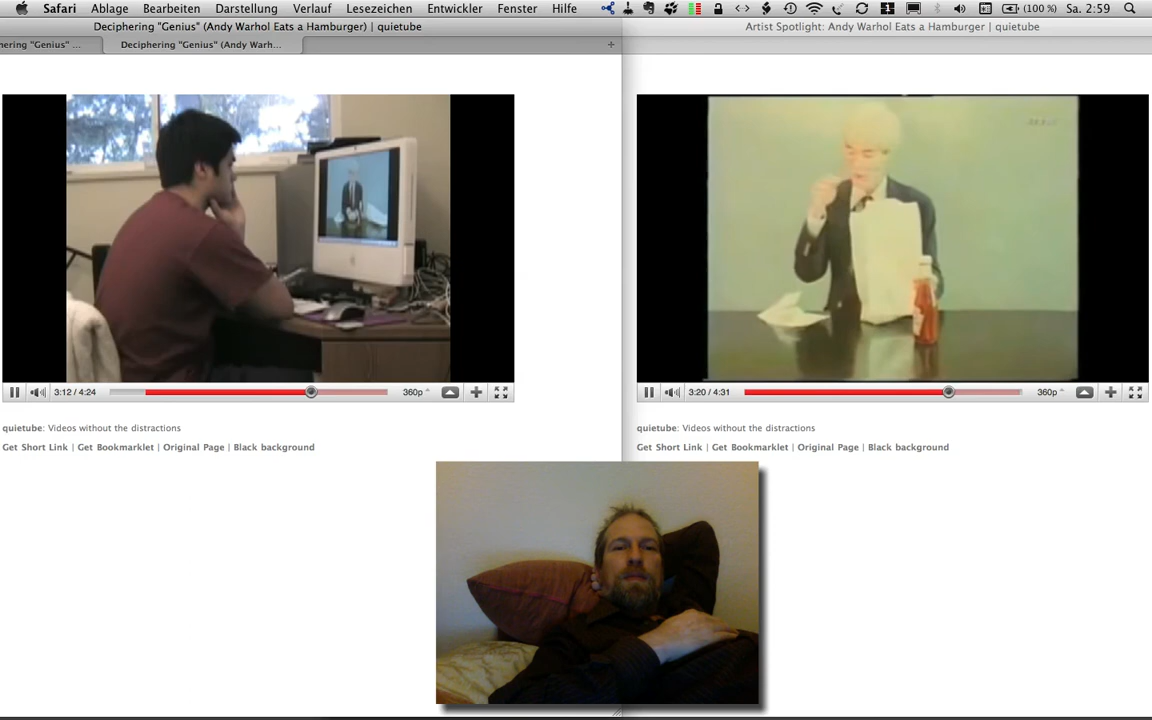 Safari Ablage Bearbeiten Darstellung Verlauf Lesezeichen Entwickler Fenster Hilfe 1 (100 %) Sa. 2:59
Deciphering "Genius" (Andy Warhol Eats a Hamburger) | quietube
Artist Spotlight: Andy Warhol Eats a Hamburger | quietube
hering "Genius" ...
Deciphering "Genius" (Andy Warh...
+
3:12 / 4:24 360p
3:20 / 4:31 360p
quietube: Videos without the distractions
Get Short Link | Get Bookmarklet | Original Page | Black background
quietube: Videos without the distractions
Get Short Link | Get Bookmarklet | Original Page | Black background